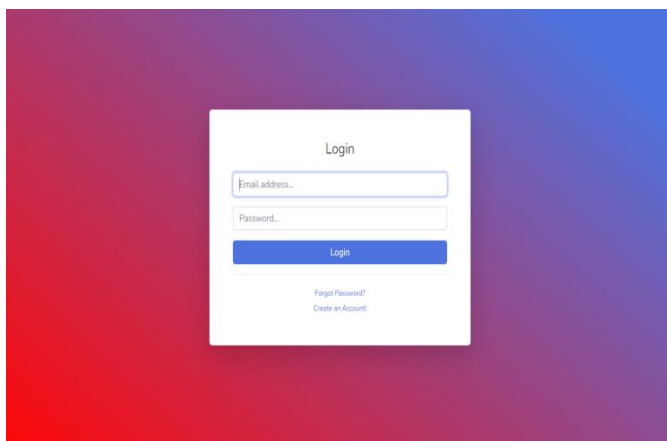 Login
Email address...
Password...
Login
Forgot Password?
Create an Account!